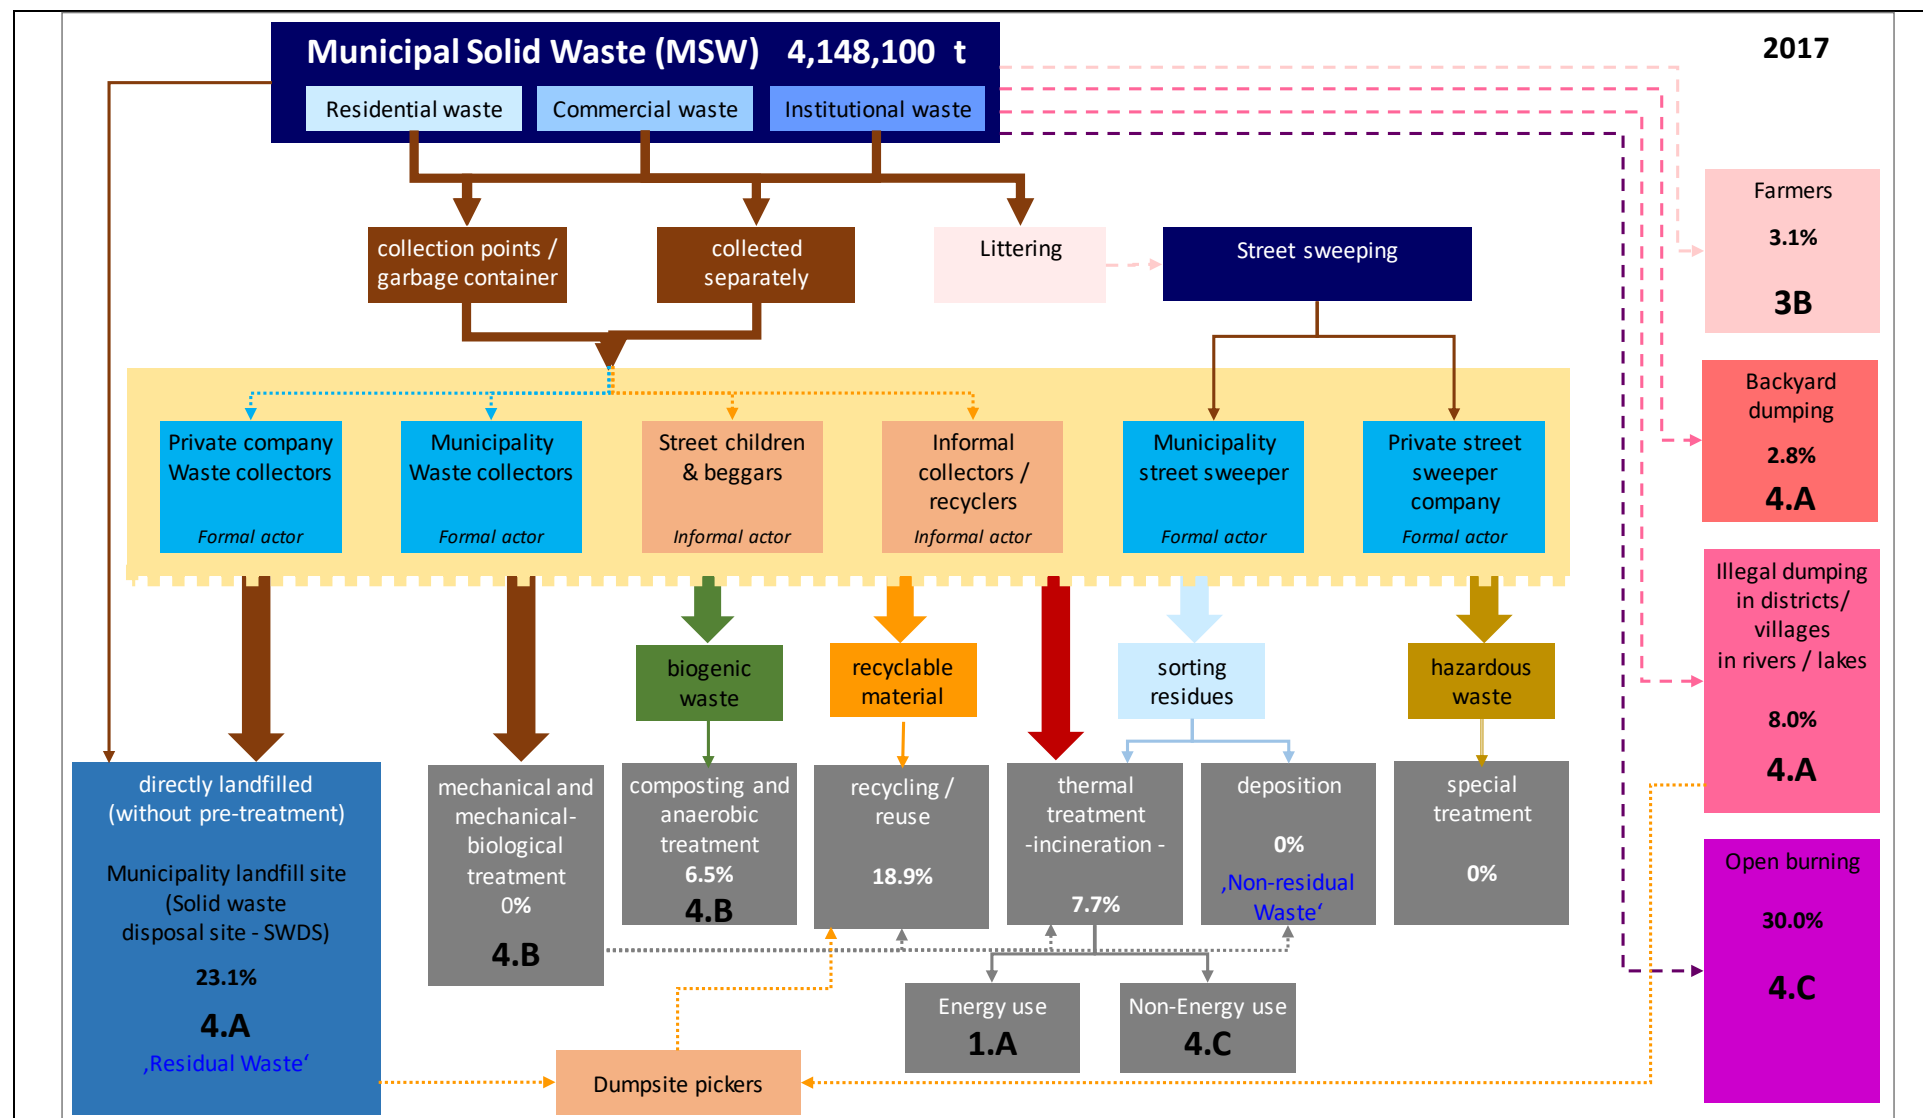 Municipal Solid Waste (MSW) 4,148,100 t
2017
Residential waste
Commercial waste
Institutional waste
Farmers
3.1%
3B
collection points /
garbage container
collected
separately
Littering
Street sweeping
Backyard
dumping
2.8%
4.A
Private company
Waste collectors
Formal actor
Municipality
Waste collectors
Formal actor
Street children
& beggars
Informal actor
Informal
collectors /
recyclers
Informal actor
Municipality
street sweeper
Formal actor
Private street
sweeper
company
Formal actor
Illegal dumping
in districts/
villages
in rivers / lakes
8.0%
4.A
biogenic
waste
recyclable
material
sorting
residues
hazardous
waste
directly landfilled
(without pre-treatment)
Municipality landfill site
(Solid waste
disposal site - SWDS)
23.1%
4.A
‚Residual Waste‘
mechanical and
mechanical-
biological
treatment
0%
4.B
composting and
anaerobic
treatment
6.5%
4.B
recycling /
reuse
18.9%
thermal
treatment
-incineration -
7.7%
deposition
0%
‚Non-residual
Waste‘
special
treatment
0%
Open burning
30.0%
4.C
Energy use
1.A
Non-Energy use
4.C
Dumpsite pickers